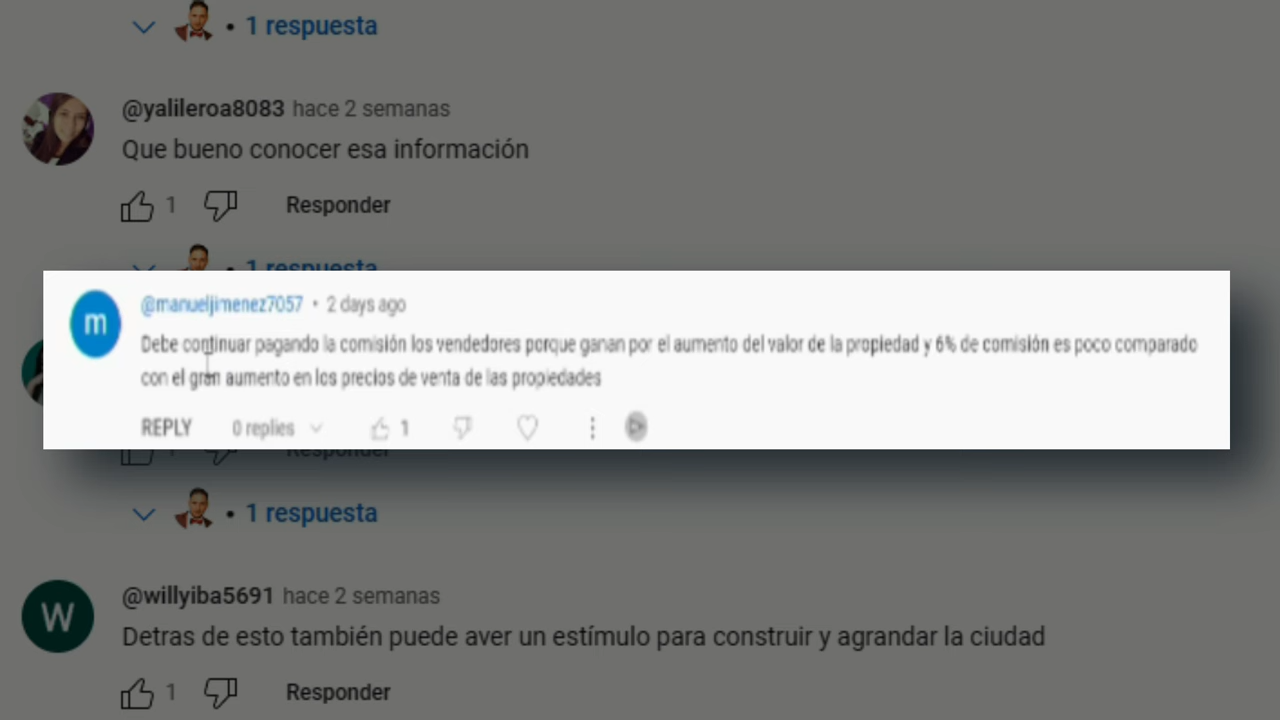 • 1 respuesta
@yalileroa8083 hace 2 semanas
Que bueno conocer esa información
1 Responder
• 1 respuesta
m
@manueljimenez7057 • 2 days ago
Debe continuar pagando la comisión los vendedores porque ganan por el aumento del valor de la propiedad y 6% de comisión es poco comparado
con el gran aumento en los precios de venta de las propiedades
REPLY 0 replies 1
1 Responder
• 1 respuesta
W
@willyiba5691 hace 2 semanas
Detras de esto también puede aver un estímulo para construir y agrandar la ciudad
1 Responder